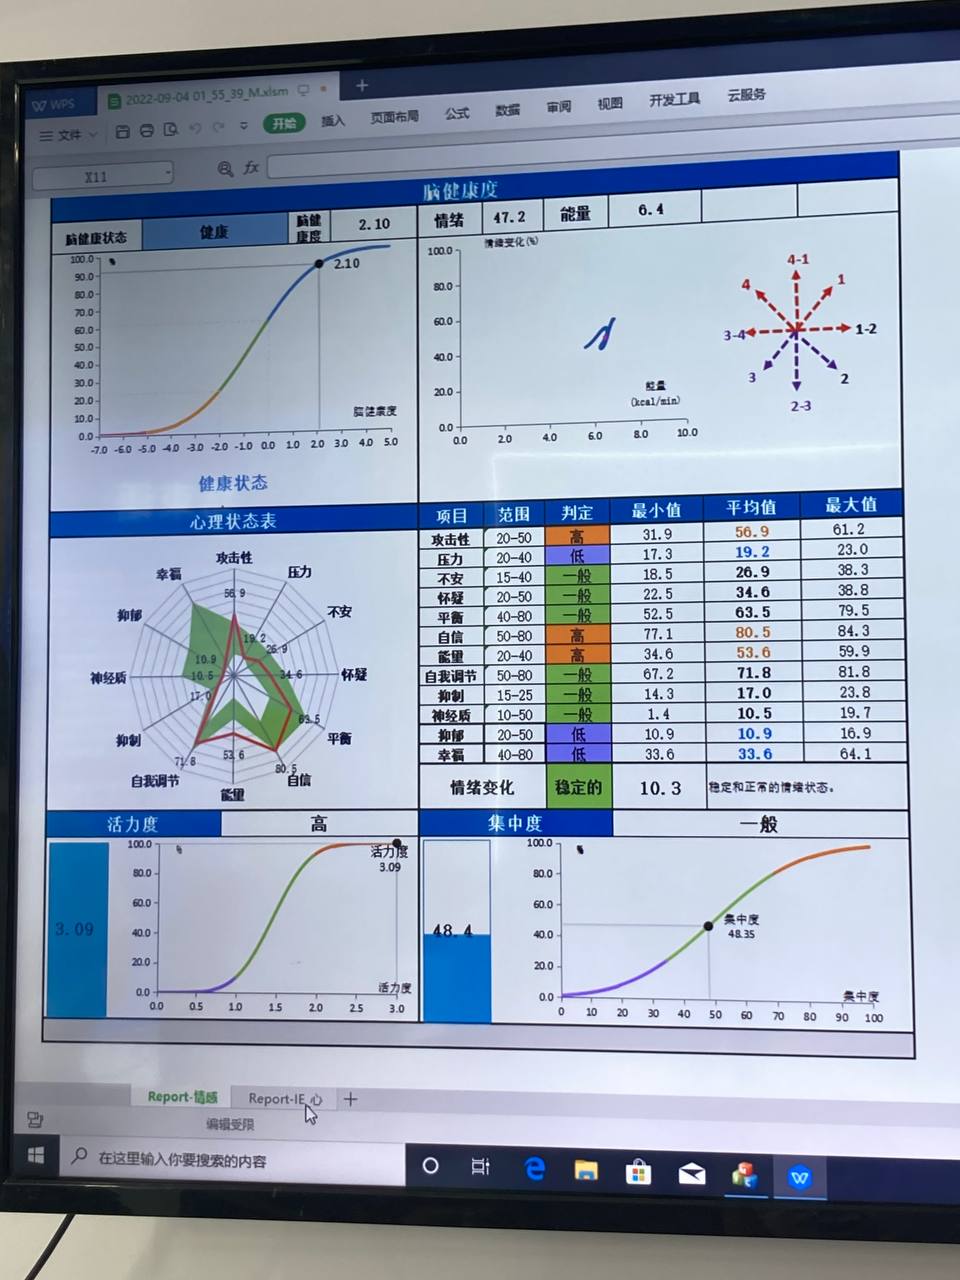 WPS
2022-09-04 01_55_39_M.xlsm
+
文件
开始 插入 页面布局 公式 数据 审阅 视图 开发工具 云服务
X11
fx
脑健康度
脑健康状态 健康 脑健康度 2.10 情绪 47.2 能量 6.4
%
2.10
100.0
90.0
80.0
70.0
60.0
50.0
40.0
30.0
20.0
10.0
0.0
脑健康度
-7.0 -6.0 -5.0 -4.0 -3.0 -2.0 -1.0 0.0 1.0 2.0 3.0 4.0 5.0
健康状态
情绪变化(%)
100.0
80.0
60.0
40.0
20.0
0.0
能量
(kcal/min)
0.0 2.0 4.0 6.0 8.0 10.0
4-1
4 1
3-4 1-2
3 2
2-3
心理状态表
攻击性
幸福 压力
抑郁 不安
神经质 怀疑
抑制 平衡
自我调节 自信
能量
56.9
19.2
26.9
34.6
63.5
80.5
53.6
71.8
17.0
10.5
10.9
项目 范围 判定 最小值 平均值 最大值
攻击性 20-50 高 31.9 56.9 61.2
压力 20-40 低 17.3 19.2 23.0
不安 15-40 一般 18.5 26.9 38.3
怀疑 20-50 一般 22.5 34.6 38.8
平衡 40-80 一般 52.5 63.5 79.5
自信 50-80 高 77.1 80.5 84.3
能量 20-40 高 34.6 53.6 59.9
自我调节 50-80 一般 67.2 71.8 81.8
抑制 15-25 一般 14.3 17.0 23.8
神经质 10-50 一般 1.4 10.5 19.7
抑郁 20-50 低 10.9 10.9 16.9
幸福 40-80 低 33.6 33.6 64.1
情绪变化 稳定的 10.3 稳定和正常的情绪状态。
活力度 高
3.09
%
100.0
80.0
60.0
40.0
20.0
0.0
活力度
3.09
活力度
0.0 0.5 1.0 1.5 2.0 2.5 3.0
集中度 一般
48.4
%
100.0
80.0
60.0
40.0
20.0
0.0
集中度
48.35
集中度
0 10 20 30 40 50 60 70 80 90 100
Report-情感 Report-IE 心 +
编辑受限
在这里输入你要搜索的内容